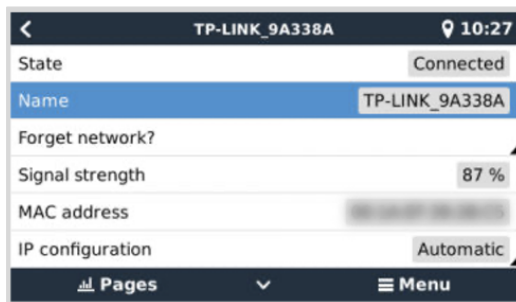 TP-LINK_9A338A 10:27
State Connected
Name TP-LINK_9A338A
Forget network?
Signal strength 87 %
MAC address
IP configuration Automatic
Pages Menu